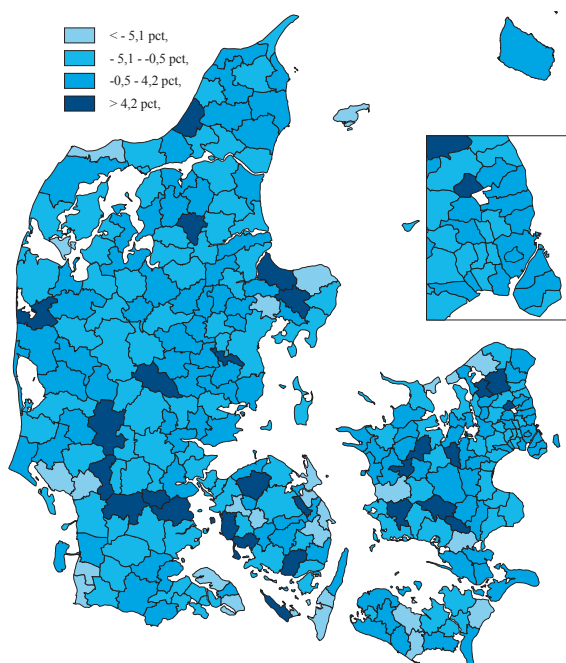 < - 5,1 pct,
- 5,1 - -0,5 pct,
-0,5 - 4,2 pct,
> 4,2 pct,